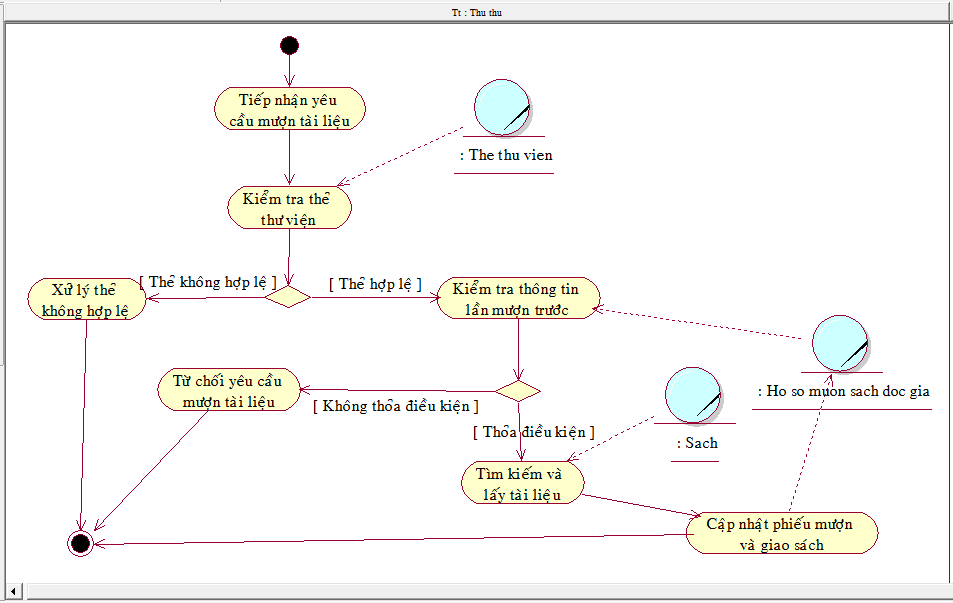 Tt : Thu thu
Tiếp nhận yêu
cầu mượn tài liệu
: The thu vien
Kiểm tra thẻ
thư viện
[ Thẻ không hợp lệ ]
[ Thẻ hợp lệ ]
Xử lý thẻ
không hợp lệ
Kiểm tra thông tin
lần mượn trước
: Ho so muon sach doc gia
Từ chối yêu cầu
mượn tài liệu
[ Không thỏa điều kiện ]
[ Thỏa điều kiện ]
: Sach
Tìm kiếm và
lấy tài liệu
Cập nhật phiếu mượn
và giao sách